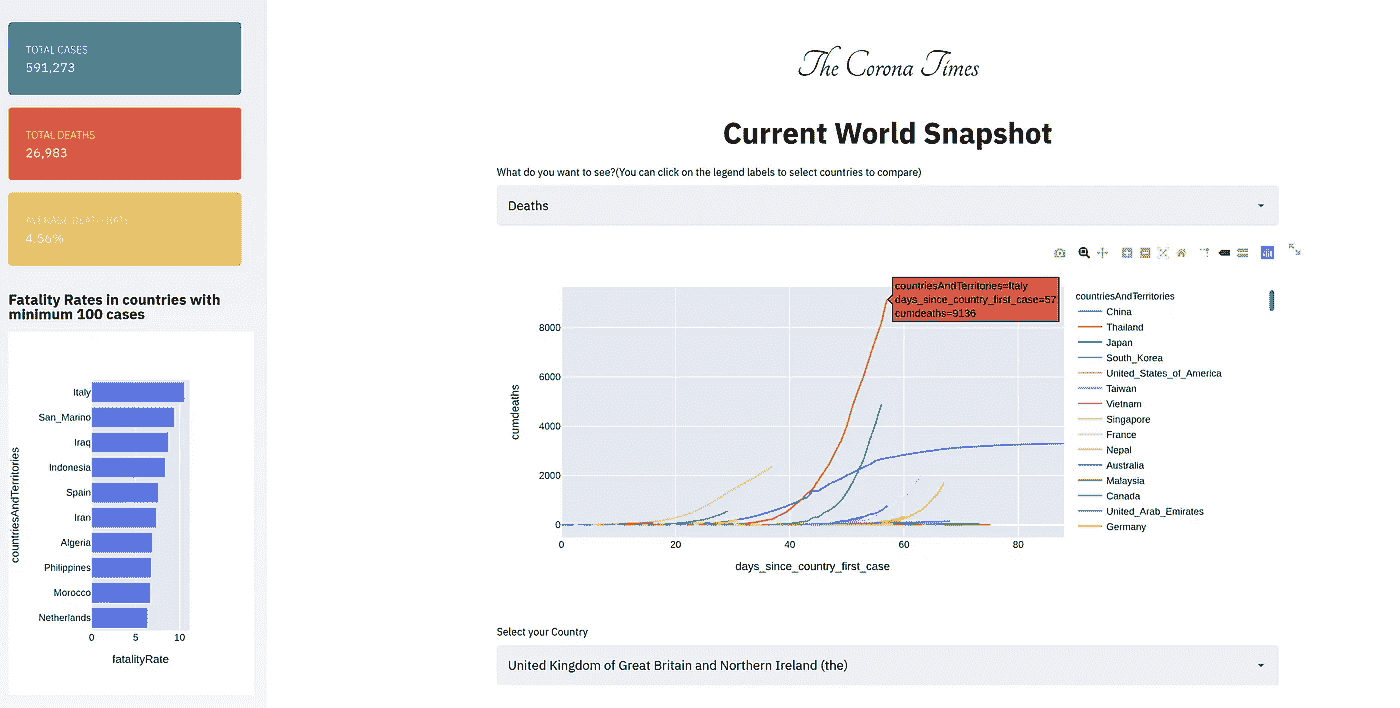 TOTAL CASES
591,273
TOTAL DEATHS
26,983
AVERAGE DEATH RATE
4.56%
Fatality Rates in countries with
minimum 100 cases
countriesAndTerritories
Italy
San_Marino
Iraq
Indonesia
Spain
Iran
Algeria
Philippines
Morocco
Netherlands
0 5 10
fatalityRate
The Corona Times
Current World Snapshot
What do you want to see?(You can click on the legend labels to select countries to compare)
Deaths
countriesAndTerritories=Italy
days_since_country_first_case=57
cumdeaths=9136
cumdeaths
8000
6000
4000
2000
0
0 20 40 60 80
days_since_country_first_case
countriesAndTerritories
China
Thailand
Japan
South_Korea
United_States_of_America
Taiwan
Vietnam
Singapore
France
Nepal
Australia
Malaysia
Canada
United_Arab_Emirates
Germany
Select your Country
United Kingdom of Great Britain and Northern Ireland (the)